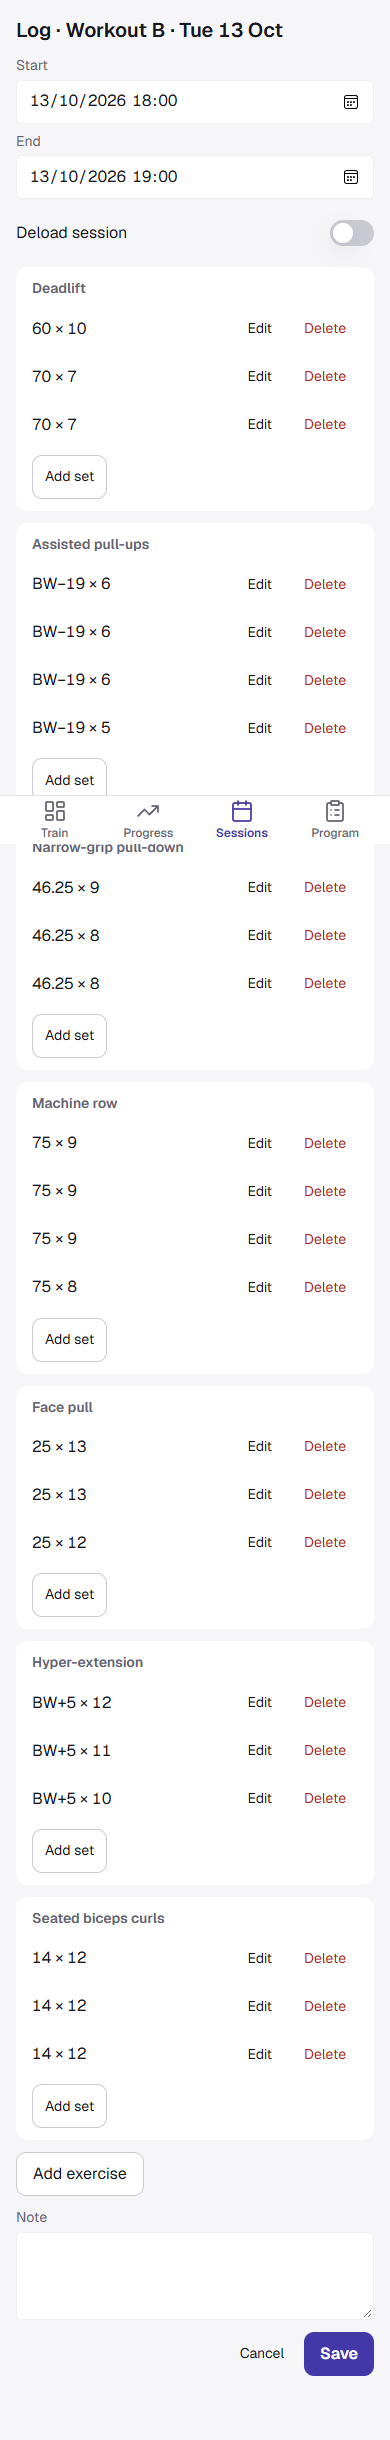 Log · Workout B · Tue 13 Oct
Start
13/10/2026 18:00
End
13/10/2026 19:00
Deload session
Deadlift
60 × 10 Edit Delete
70 × 7 Edit Delete
70 × 7 Edit Delete
Add set
Assisted pull-ups
BW−19 × 6 Edit Delete
BW−19 × 6 Edit Delete
BW−19 × 6 Edit Delete
BW−19 × 5 Edit Delete
Add set
Train Progress Sessions Program
Narrow-grip pull-down
46.25 × 9 Edit Delete
46.25 × 8 Edit Delete
46.25 × 8 Edit Delete
Add set
Machine row
75 × 9 Edit Delete
75 × 9 Edit Delete
75 × 9 Edit Delete
75 × 8 Edit Delete
Add set
Face pull
25 × 13 Edit Delete
25 × 13 Edit Delete
25 × 12 Edit Delete
Add set
Hyper-extension
BW+5 × 12 Edit Delete
BW+5 × 11 Edit Delete
BW+5 × 10 Edit Delete
Add set
Seated biceps curls
14 × 12 Edit Delete
14 × 12 Edit Delete
14 × 12 Edit Delete
Add set
Add exercise
Note
Cancel Save